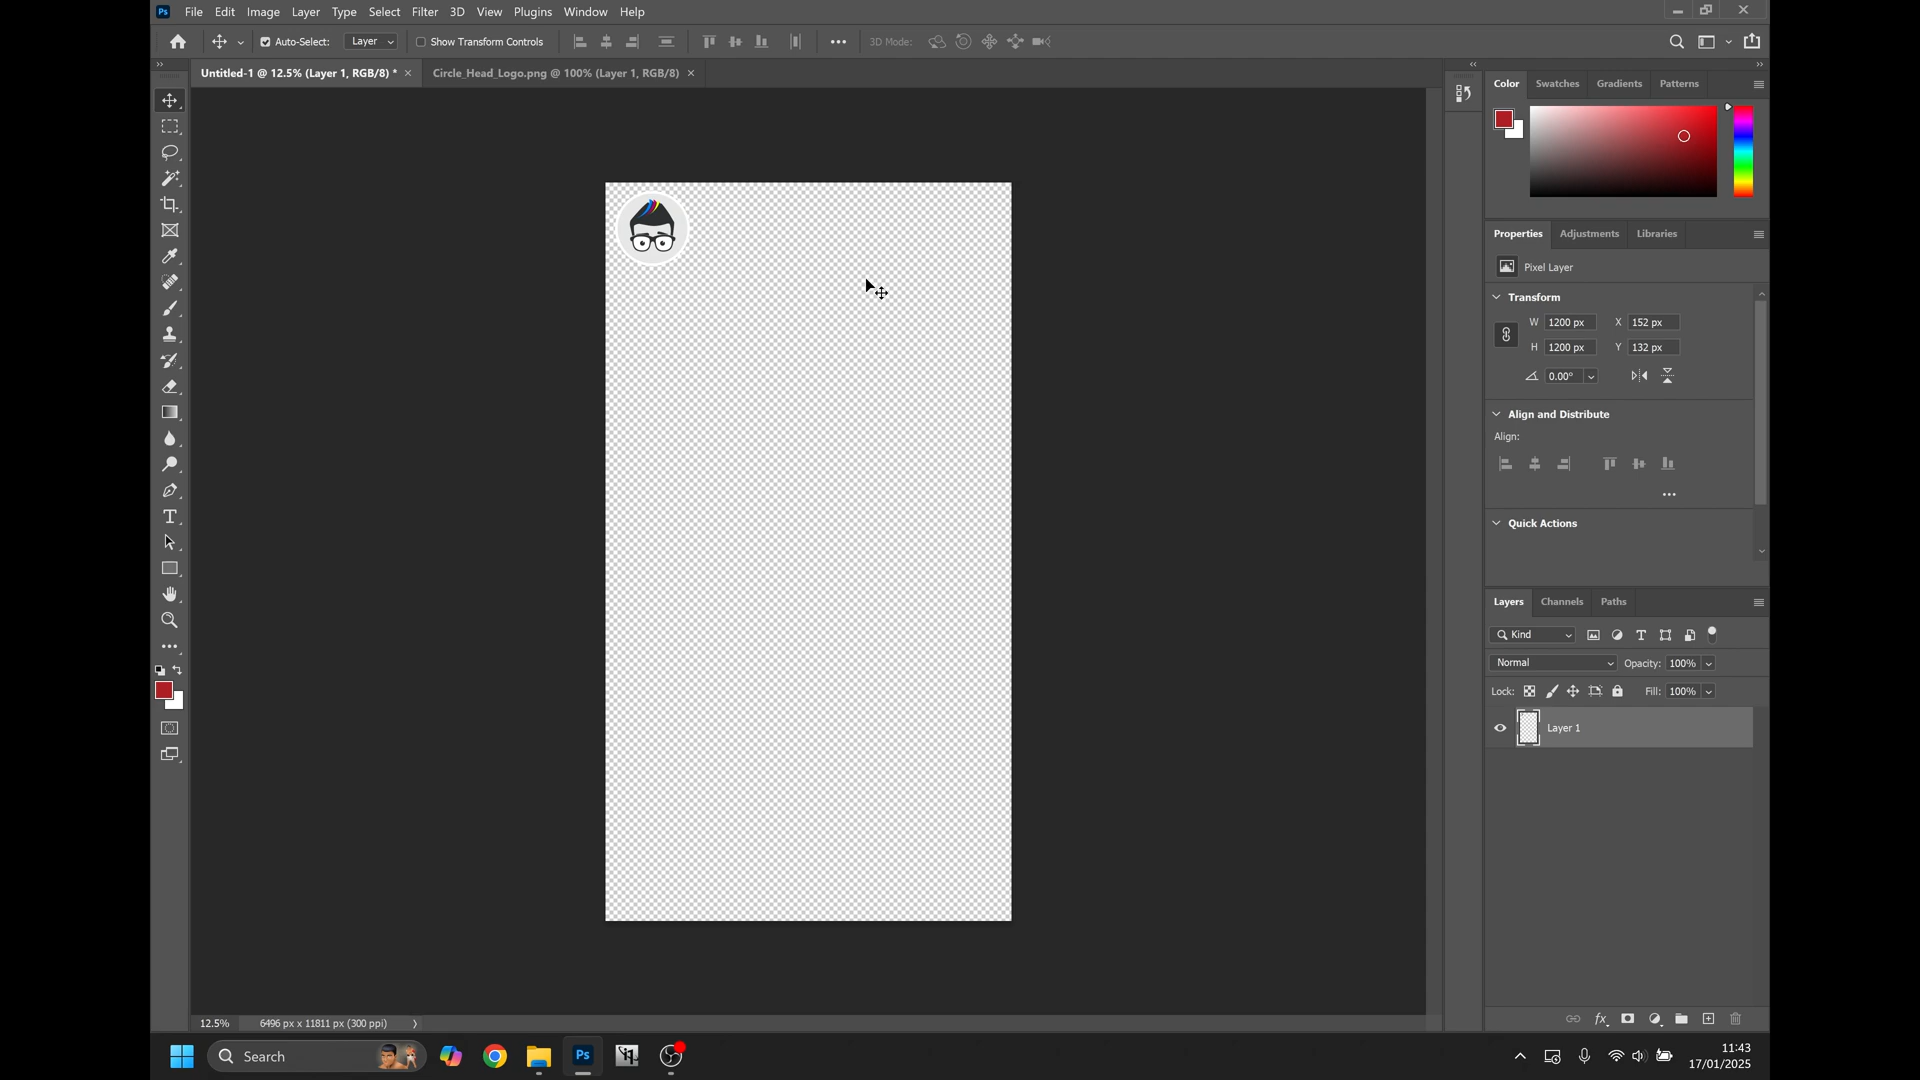 Ps File Edit Image Layer Type Select Filter 3D View Plugins Window Help
Auto-Select: Layer Show Transform Controls 3D Mode:
Untitled-1 @ 12.5% (Layer 1, RGB/8) * × Circle_Head_Logo.png @ 100% (Layer 1, RGB/8) ×
Color Swatches Gradients Patterns
Properties Adjustments Libraries
Pixel Layer
Transform
W 1200 px X 152 px
H 1200 px Y 132 px
0.00°
Align and Distribute
Align:
Quick Actions
Layers Channels Paths
Kind
Normal Opacity: 100%
Lock: Fill: 100%
Layer 1
fx
12.5% 6496 px x 11811 px (300 ppi)
Search Ps
11:43
17/01/2025